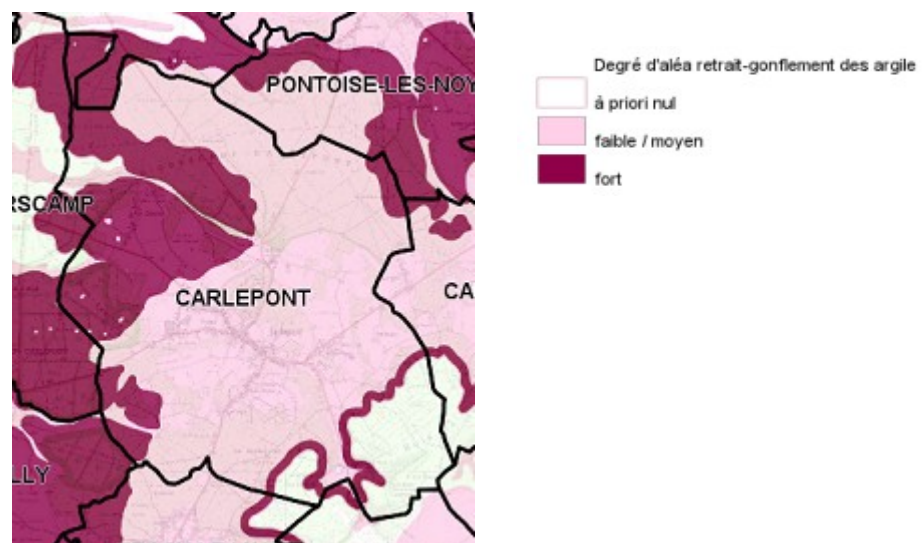 PONTOISE-LES-NOY
RSCAMP
CARLEPONT
CA
LLY
Degré d'aléa retrait-gonflement des argile
à priori nul
faible / moyen
fort